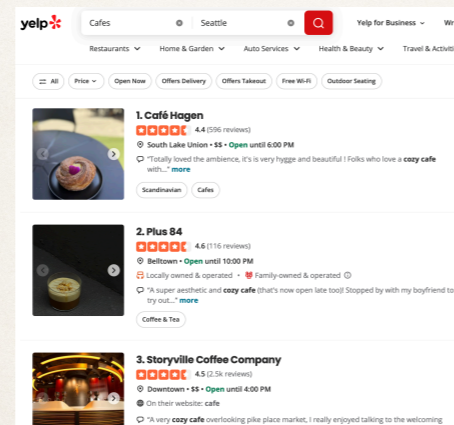 yelp
Cafes
Seattle
Yelp for Business
Restaurants Home & Garden Auto Services Health & Beauty Travel & Activiti
All Price Open Now Offers Delivery Offers Takeout Free Wi-Fi Outdoor Seating
1. Café Hagen
4.4 (596 reviews)
South Lake Union • $$ • Open until 6:00 PM
"Totally loved the ambience, it's is very hygge and beautiful ! Folks who love a cozy cafe
with..." more
Scandinavian Cafes
2. Plus 84
4.6 (116 reviews)
Belltown • Open until 10:00 PM
Locally owned & operated • Family-owned & operated
"A super aesthetic and cozy cafe (that's now open late too)! Stopped by with my boyfriend to
try out..." more
Coffee & Tea
3. Storyville Coffee Company
4.5 (2.5k reviews)
Downtown • $$ • Open until 4:00 PM
On their website: cafe
"A very cozy cafe overlooking pike place market, I really enjoyed talking to the welcoming